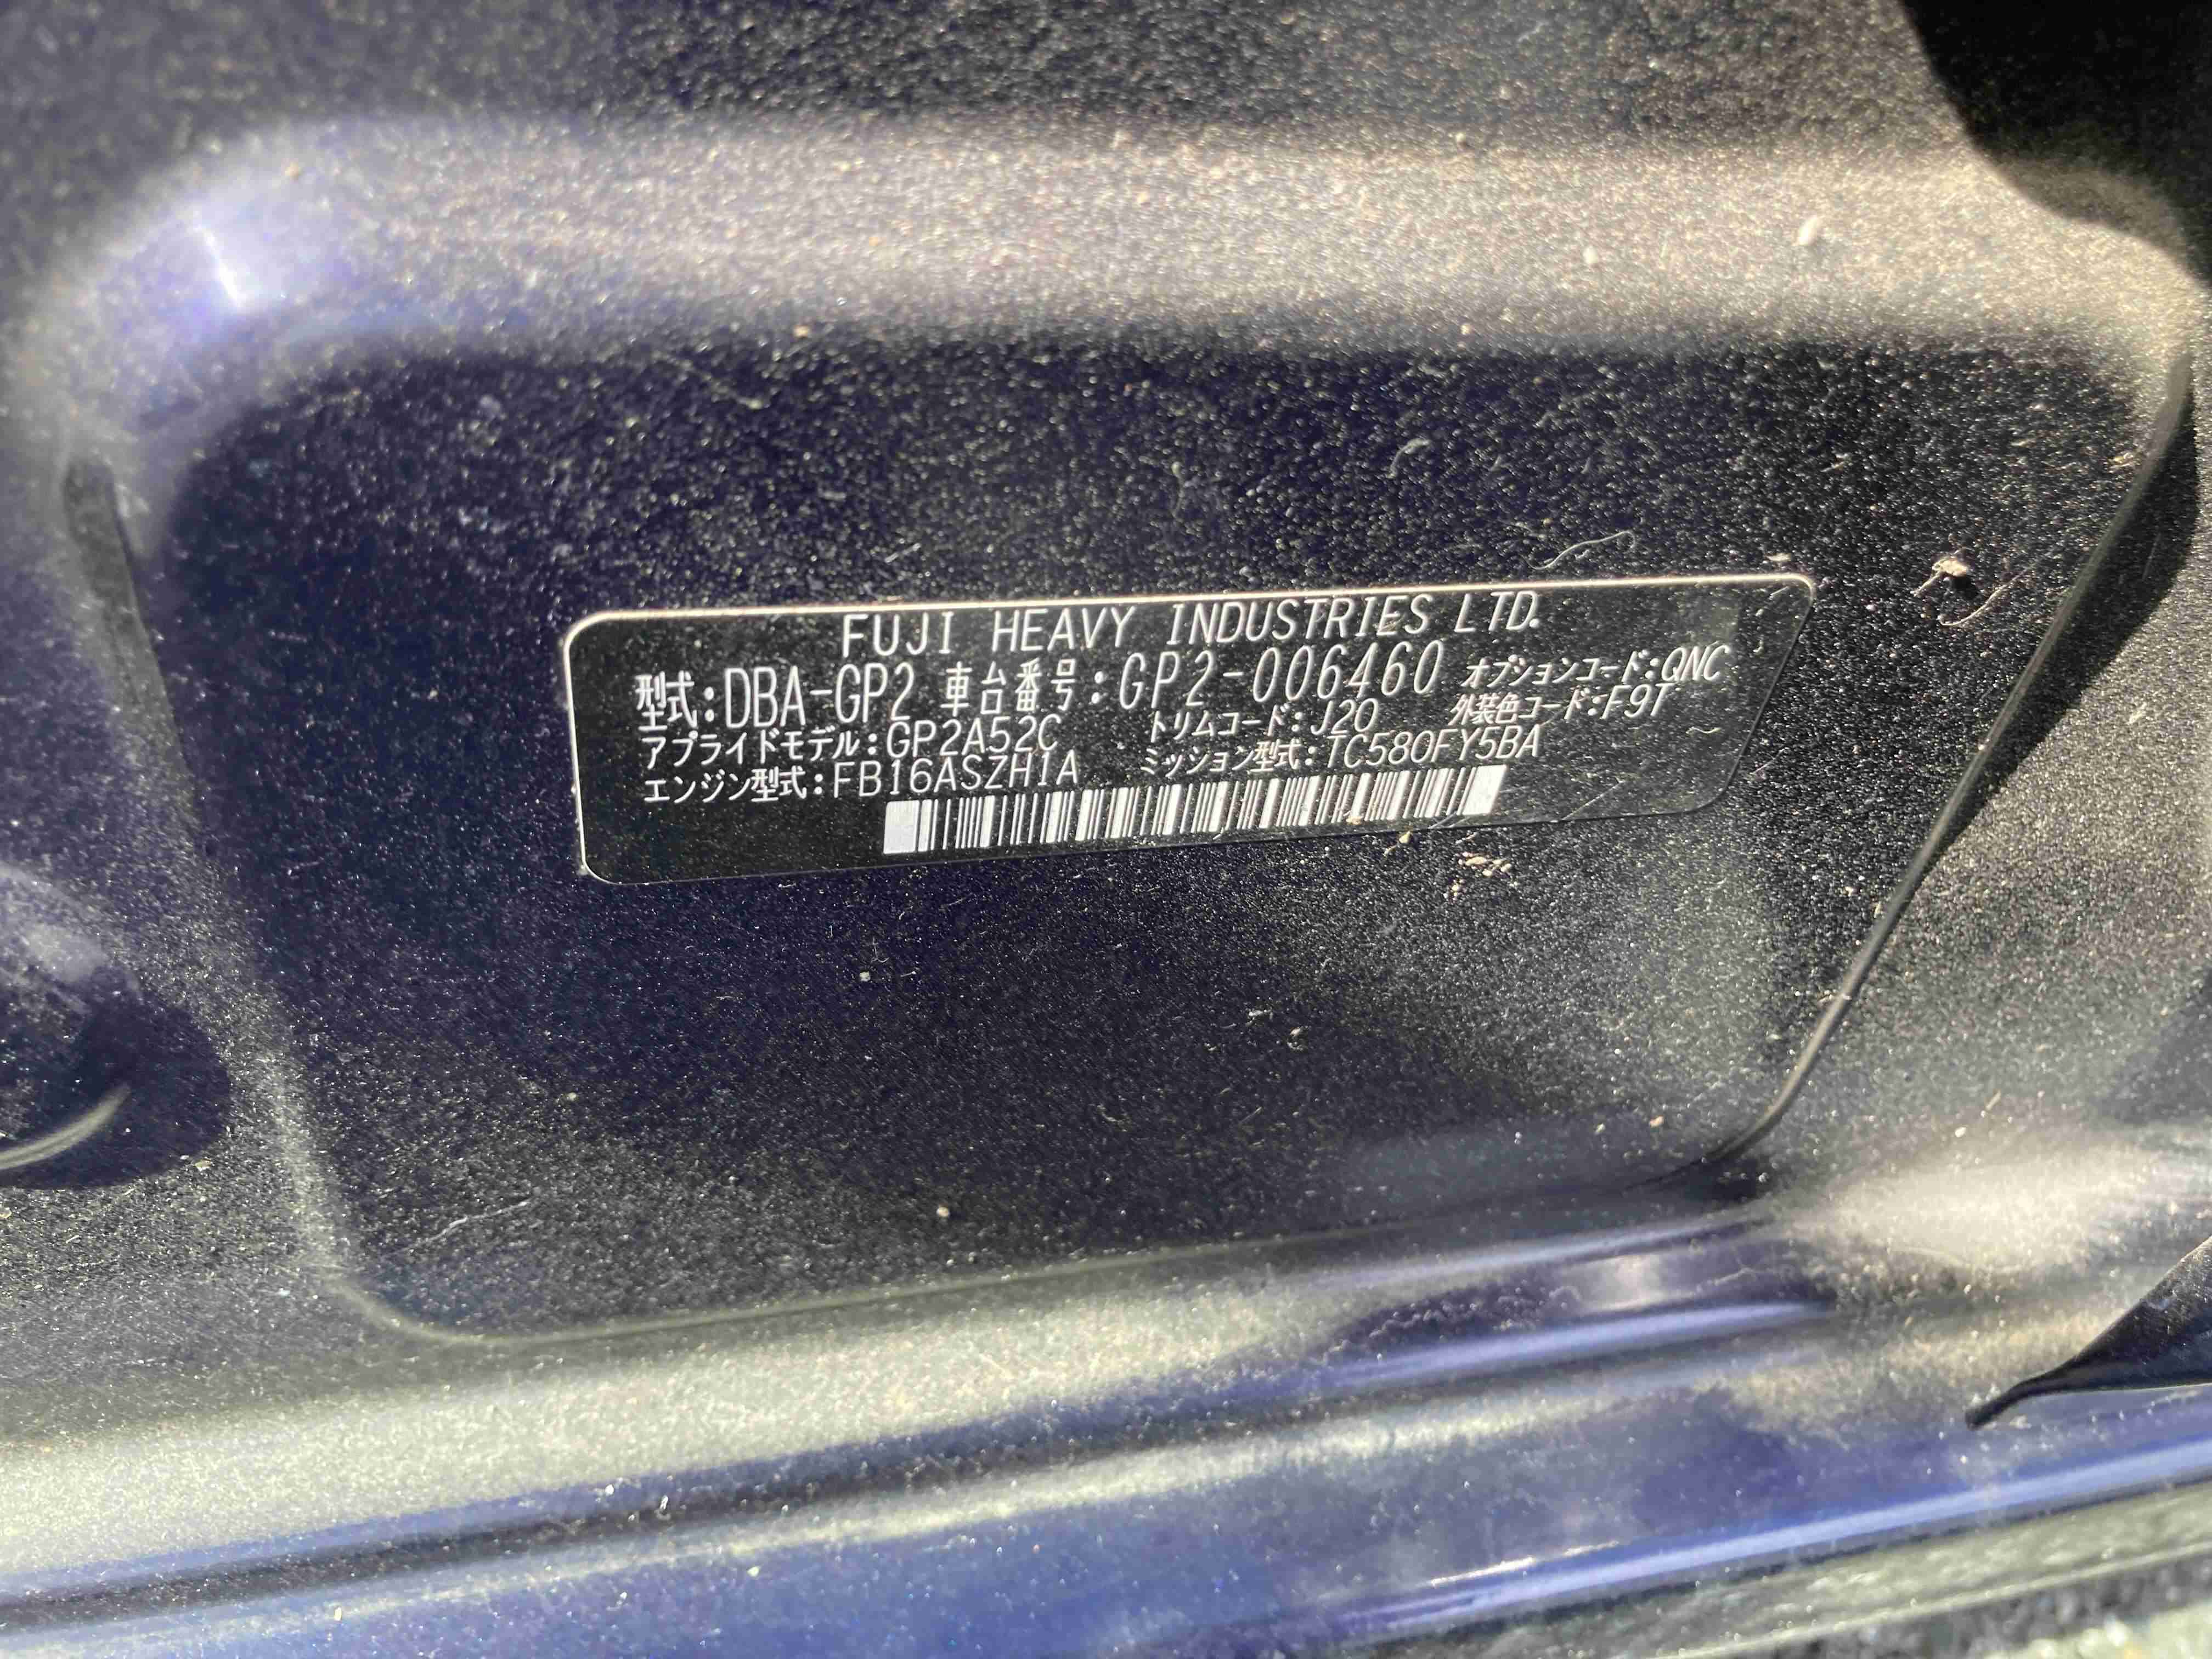 FUJI HEAVY INDUSTRIES LTD.
型式:DBA-GP2 車台番号:GP2-006460 オプションコード:QNC
アプライドモデル:GP2A52C トリムコード:J20 外装色コード:F9T
エンジン型式:FB16ASZH1A ミッション型式:TC580FY5BA